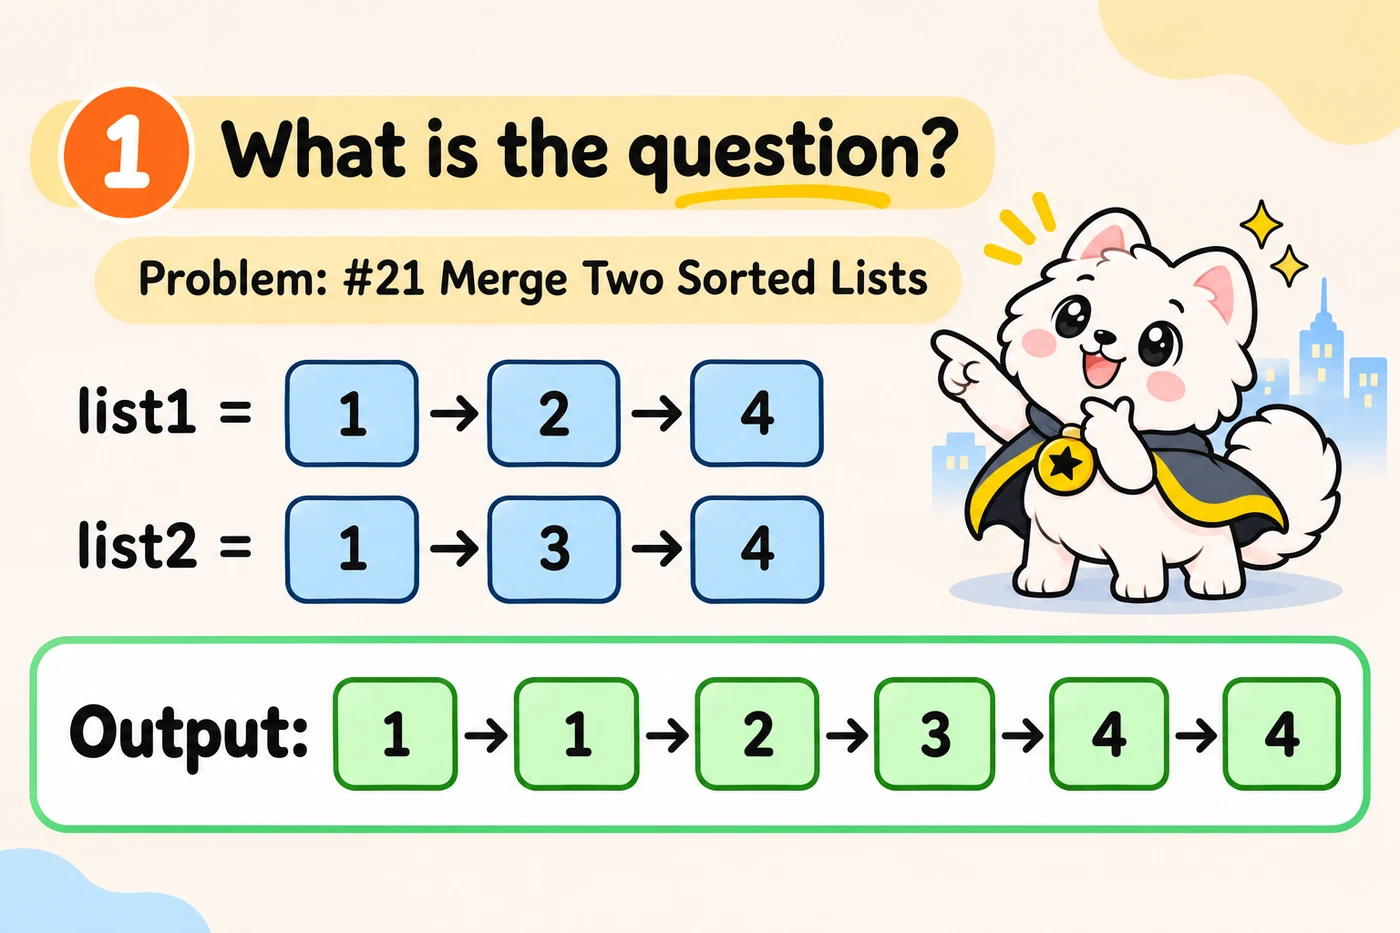 1 What is the question?
Problem: #21 Merge Two Sorted Lists
list1 = 1 → 2 → 4
list2 = 1 → 3 → 4
Output: 1 → 1 → 2 → 3 → 4 → 4